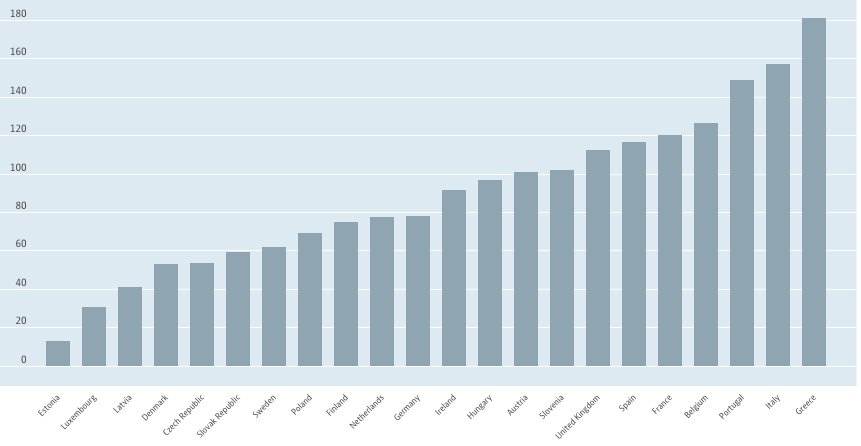 180
160
140
120
100
80
60
40
20
0
Estonia
Luxembourg
Latvia
Denmark
Czech Republic
Slovak Republic
Sweden
Poland
Finland
Netherlands
Germany
Ireland
Hungary
Austria
Slovenia
United Kingdom
Spain
France
Belgium
Portugal
Italy
Greece